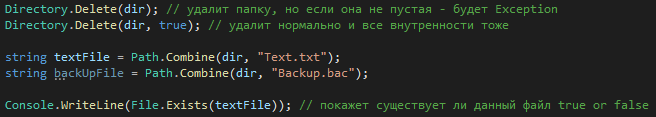 Directory.Delete(dir); // удалит папку, но если она не пустая - будет Exception
Directory.Delete(dir, true); // удалит нормально и все внутренности тоже
string textFile = Path.Combine(dir, "Text.txt");
string backUpFile = Path.Combine(dir, "Backup.bac");
Console.WriteLine(File.Exists(textFile)); // покажет существует ли данный файл true or false